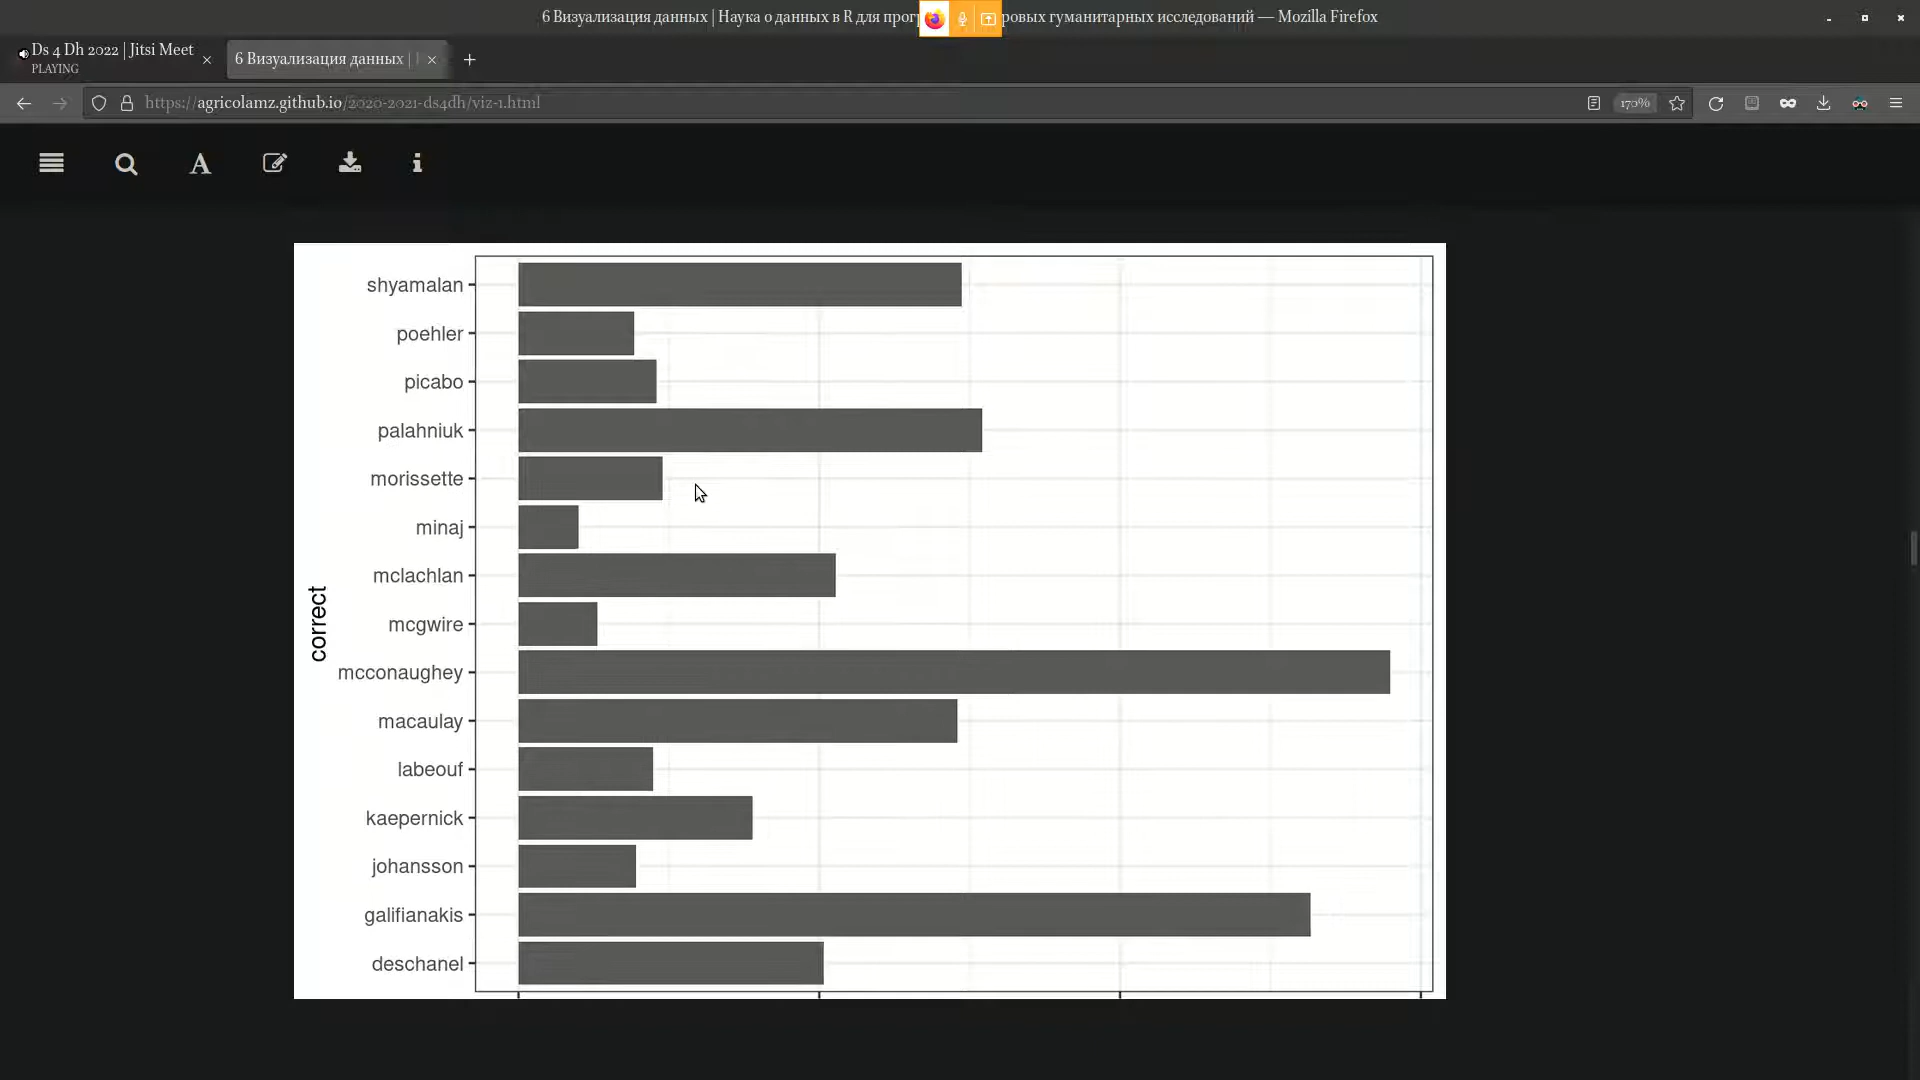 6 Визуализация данных | Наука о данных в R для прог ровых гуманитарных исследований — Mozilla Firefox
Ds 4 Dh 2022 | Jitsi Meet
PLAYING
6 Визуализация данных |
https://agricolamz.github.io/2020-2021-ds4dh/viz-1.html
170%
shyamalan
poehler
picabo
palahniuk
morissette
minaj
mclachlan
mcgwire
mcconaughey
macaulay
labeouf
kaepernick
johansson
galifianakis
deschanel
correct